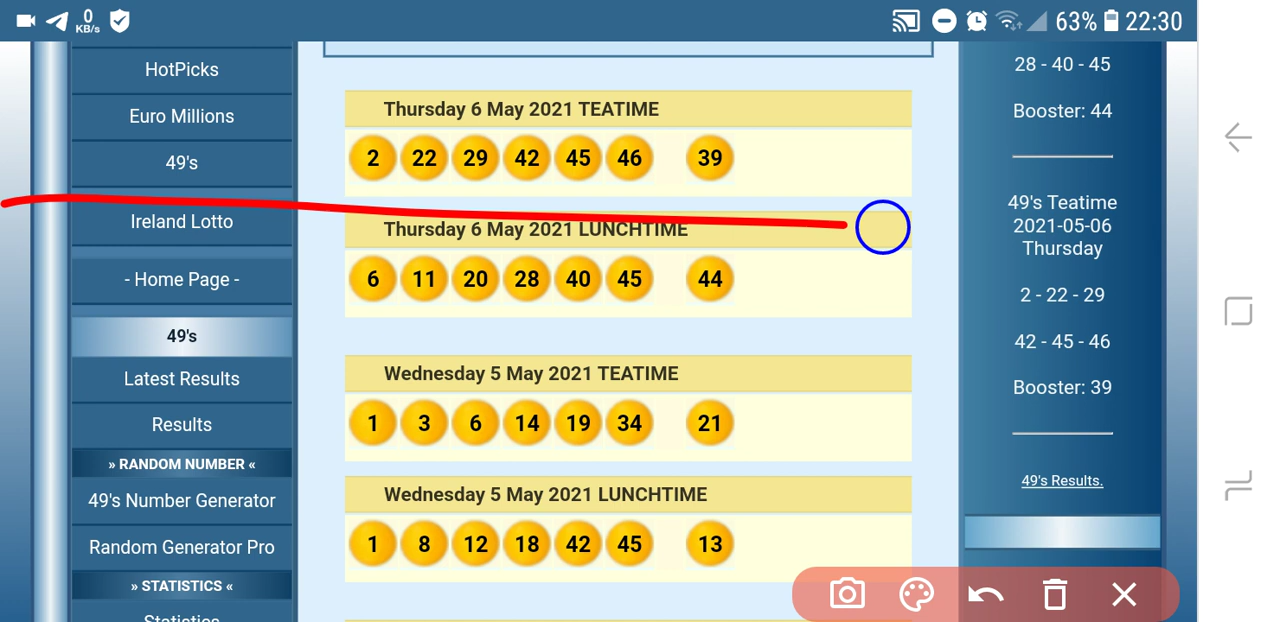 0
KB/s
63%
22:30
HotPicks
Euro Millions
49's
Ireland Lotto
- Home Page -
49's
Latest Results
Results
» RANDOM NUMBER «
49's Number Generator
Random Generator Pro
» STATISTICS «
Statistics
Thursday 6 May 2021 TEATIME
2 22 29 42 45 46 39
Thursday 6 May 2021 LUNCHTIME
6 11 20 28 40 45 44
Wednesday 5 May 2021 TEATIME
1 3 6 14 19 34 21
Wednesday 5 May 2021 LUNCHTIME
1 8 12 18 42 45 13
28 - 40 - 45
Booster: 44
49's Teatime
2021-05-06
Thursday
2 - 22 - 29
42 - 45 - 46
Booster: 39
49's Results.